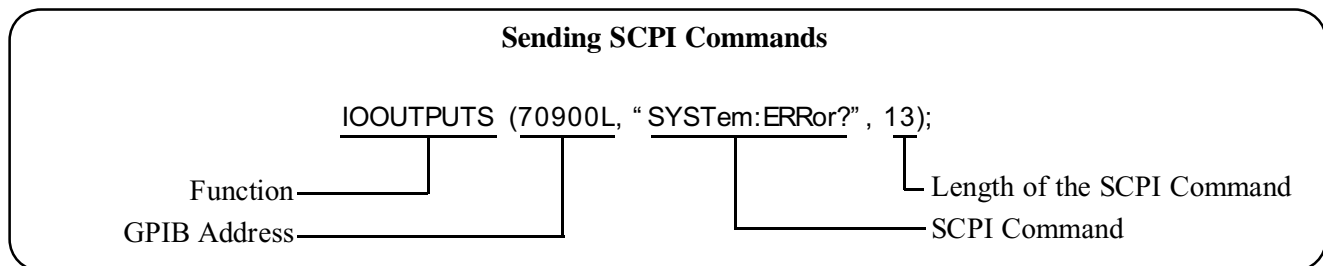 Sending SCPI Commands
IOOUTPUTS (70900L, “SYSTem:ERRor?”, 13);
Function
Length of the SCPI Command
GPIB Address
SCPI Command